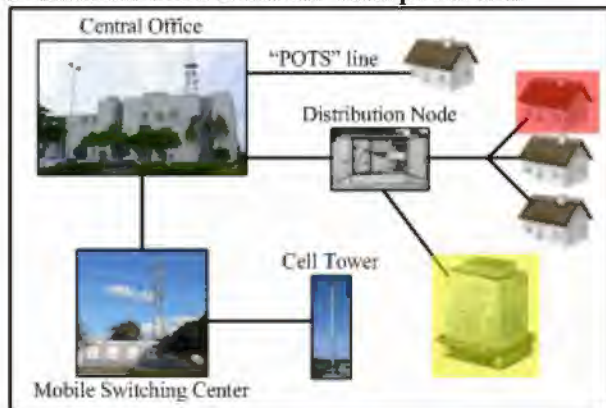 Central Office
“POTS” line
Distribution Node
Cell Tower
Mobile Switching Center